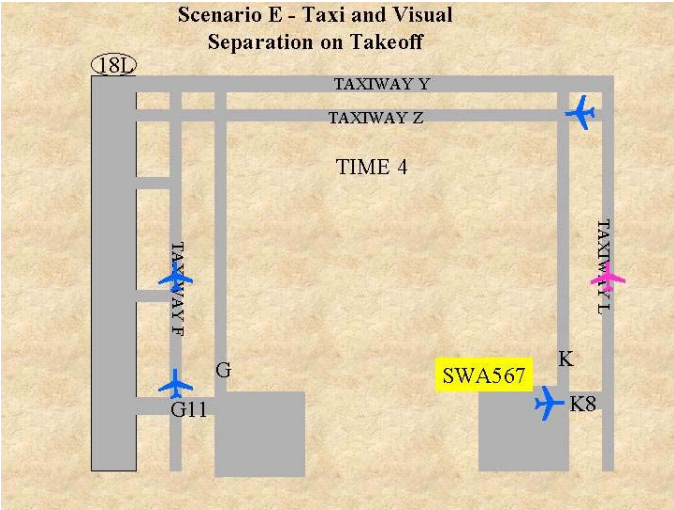 Scenario E - Taxi and Visual
Separation on Takeoff
18L
TAXIWAY Y
TAXIWAY Z
TIME 4
TAXIWAY F
TAXIWAY L
G
K
SWA567
G11
K8